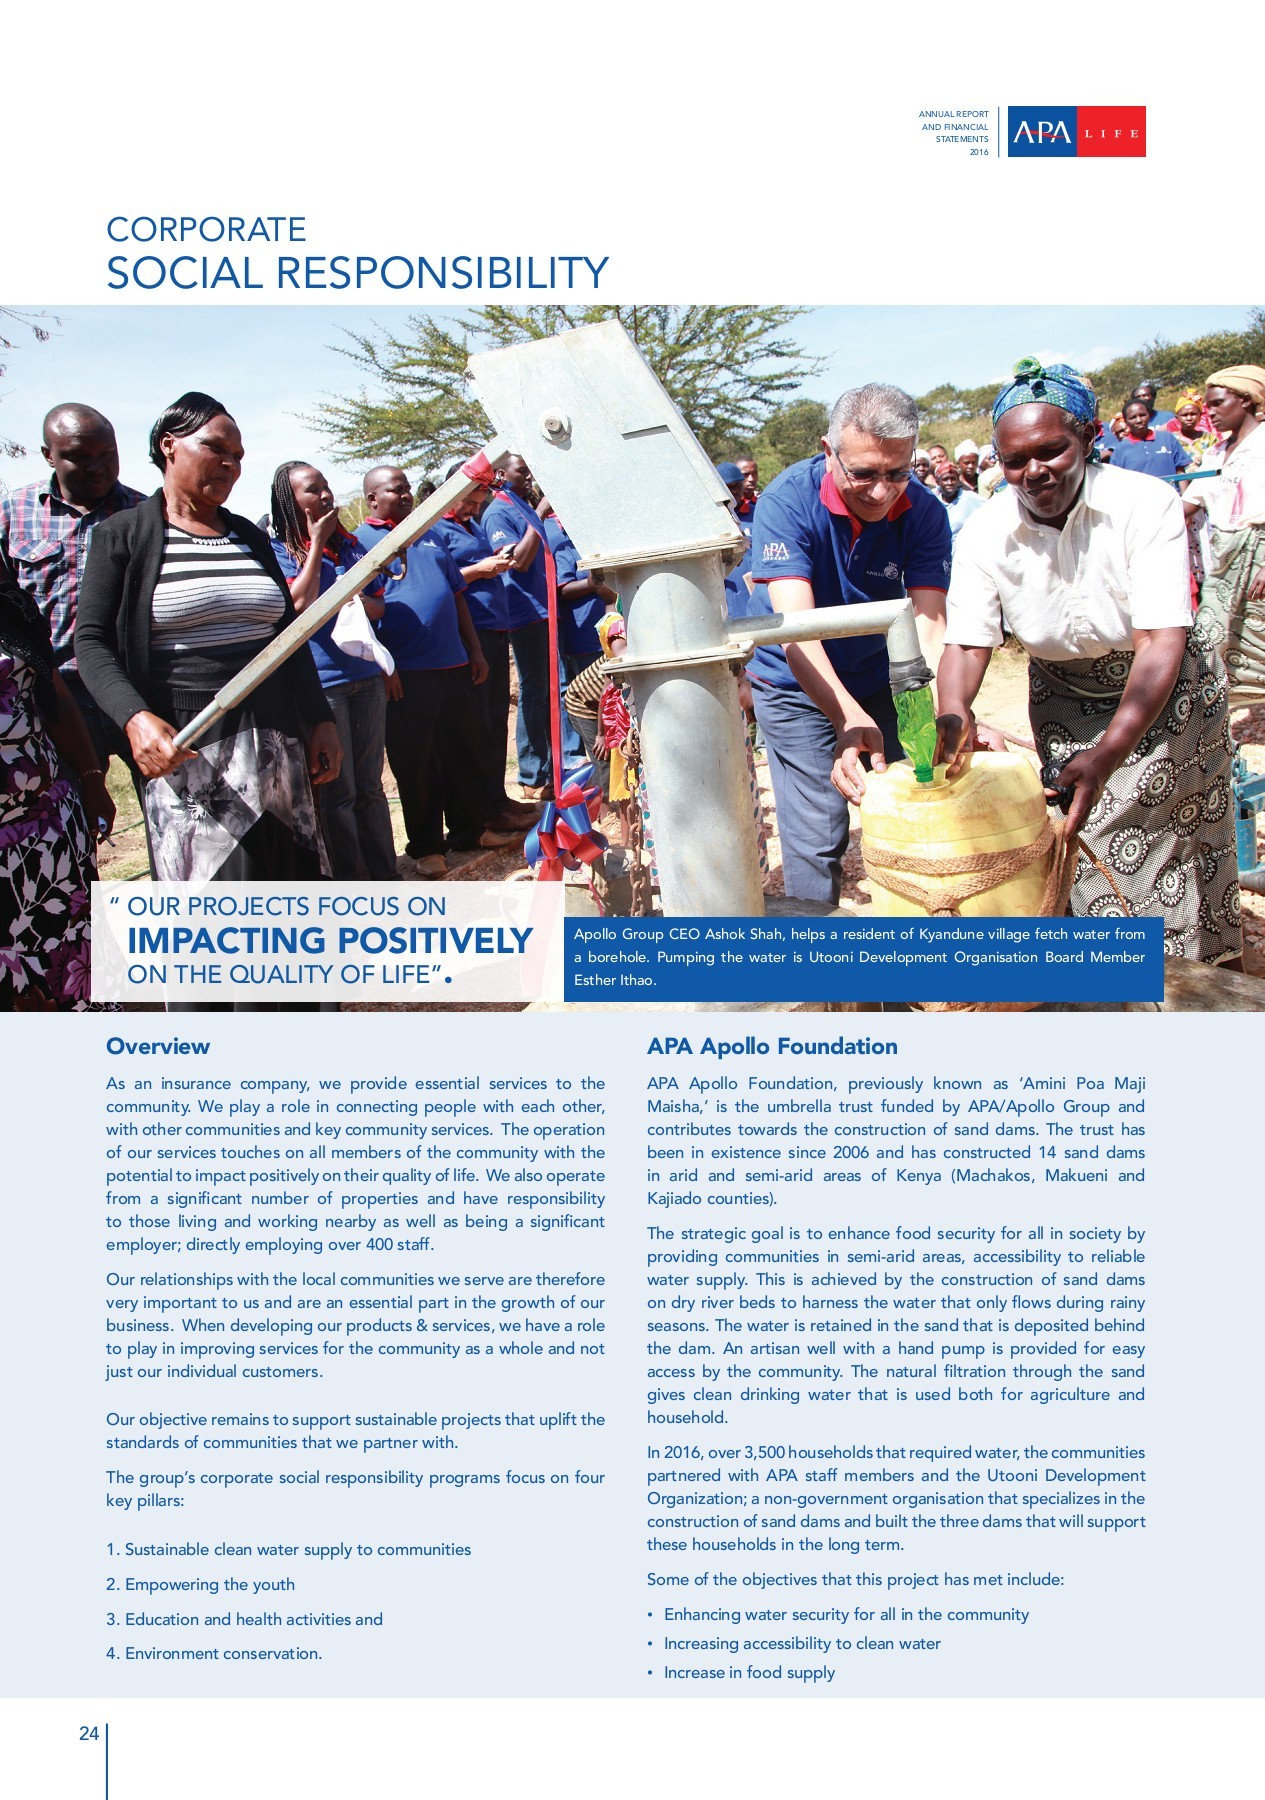 ANNUAL REPORT
AND FINANCIAL
STATEMENTS
2016
APA LIFE
CORPORATE
SOCIAL RESPONSIBILITY
APA
APOLLO
“ OUR PROJECTS FOCUS ON
IMPACTING POSITIVELY
ON THE QUALITY OF LIFE”.
Apollo Group CEO Ashok Shah, helps a resident of Kyandune village fetch water from
a borehole. Pumping the water is Utooni Development Organisation Board Member
Esther Ithao.
Overview
As an insurance company, we provide essential services to the
community. We play a role in connecting people with each other,
with other communities and key community services. The operation
of our services touches on all members of the community with the
potential to impact positively on their quality of life. We also operate
from a significant number of properties and have responsibility
to those living and working nearby as well as being a significant
employer; directly employing over 400 staff.
Our relationships with the local communities we serve are therefore
very important to us and are an essential part in the growth of our
business. When developing our products & services, we have a role
to play in improving services for the community as a whole and not
just our individual customers.
Our objective remains to support sustainable projects that uplift the
standards of communities that we partner with.
The group’s corporate social responsibility programs focus on four
key pillars:
1. Sustainable clean water supply to communities
2. Empowering the youth
3. Education and health activities and
4. Environment conservation.
APA Apollo Foundation
APA Apollo Foundation, previously known as ‘Amini Poa Maji
Maisha,’ is the umbrella trust funded by APA/Apollo Group and
contributes towards the construction of sand dams. The trust has
been in existence since 2006 and has constructed 14 sand dams
in arid and semi-arid areas of Kenya (Machakos, Makueni and
Kajiado counties).
The strategic goal is to enhance food security for all in society by
providing communities in semi-arid areas, accessibility to reliable
water supply. This is achieved by the construction of sand dams
on dry river beds to harness the water that only flows during rainy
seasons. The water is retained in the sand that is deposited behind
the dam. An artisan well with a hand pump is provided for easy
access by the community. The natural filtration through the sand
gives clean drinking water that is used both for agriculture and
household.
In 2016, over 3,500 households that required water, the communities
partnered with APA staff members and the Utooni Development
Organization; a non-government organisation that specializes in the
construction of sand dams and built the three dams that will support
these households in the long term.
Some of the objectives that this project has met include:
• Enhancing water security for all in the community
• Increasing accessibility to clean water
• Increase in food supply
24